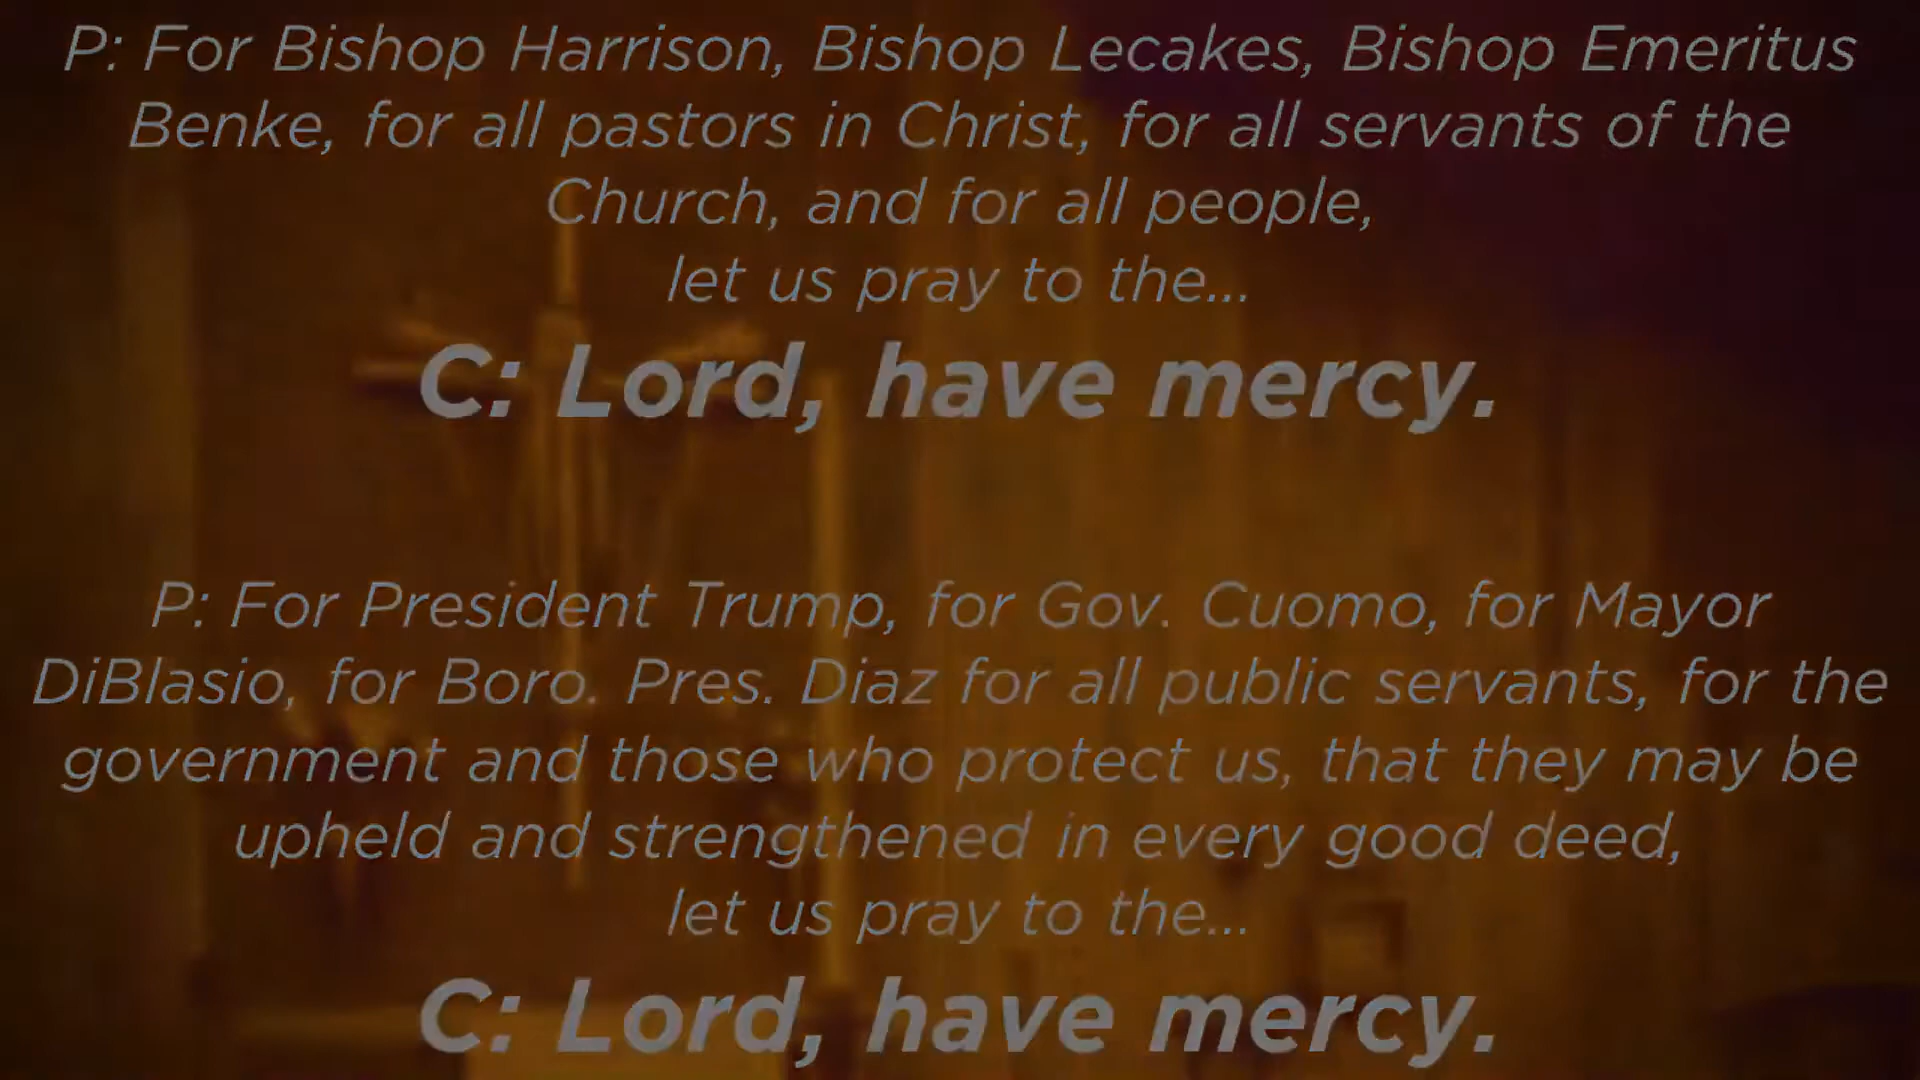 P: For Bishop Harrison, Bishop Lecakes, Bishop Emeritus
Benke, for all pastors in Christ, for all servants of the
Church, and for all people,
let us pray to the...
C: Lord, have mercy.
P: For President Trump, for Gov. Cuomo, for Mayor
DiBlasio, for Boro. Pres. Diaz for all public servants, for the
government and those who protect us, that they may be
upheld and strengthened in every good deed,
let us pray to the...
C: Lord, have mercy.